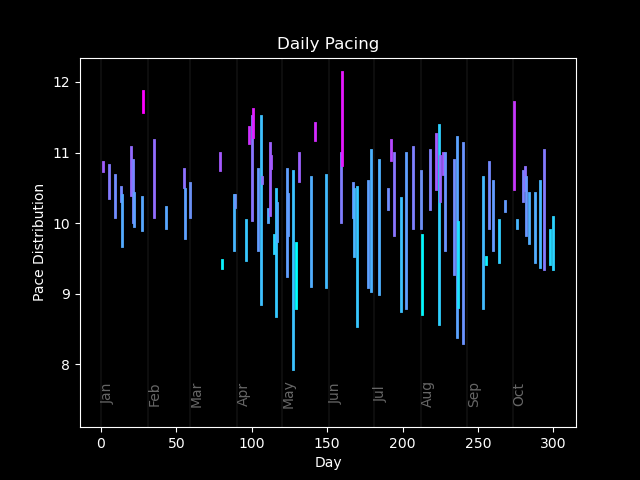 Daily Pacing
Pace Distribution
12
11
10
9
8
Jan
Feb
Mar
Apr
May
Jun
Jul
Aug
Sep
Oct
0
50
100
150
200
250
300
Day